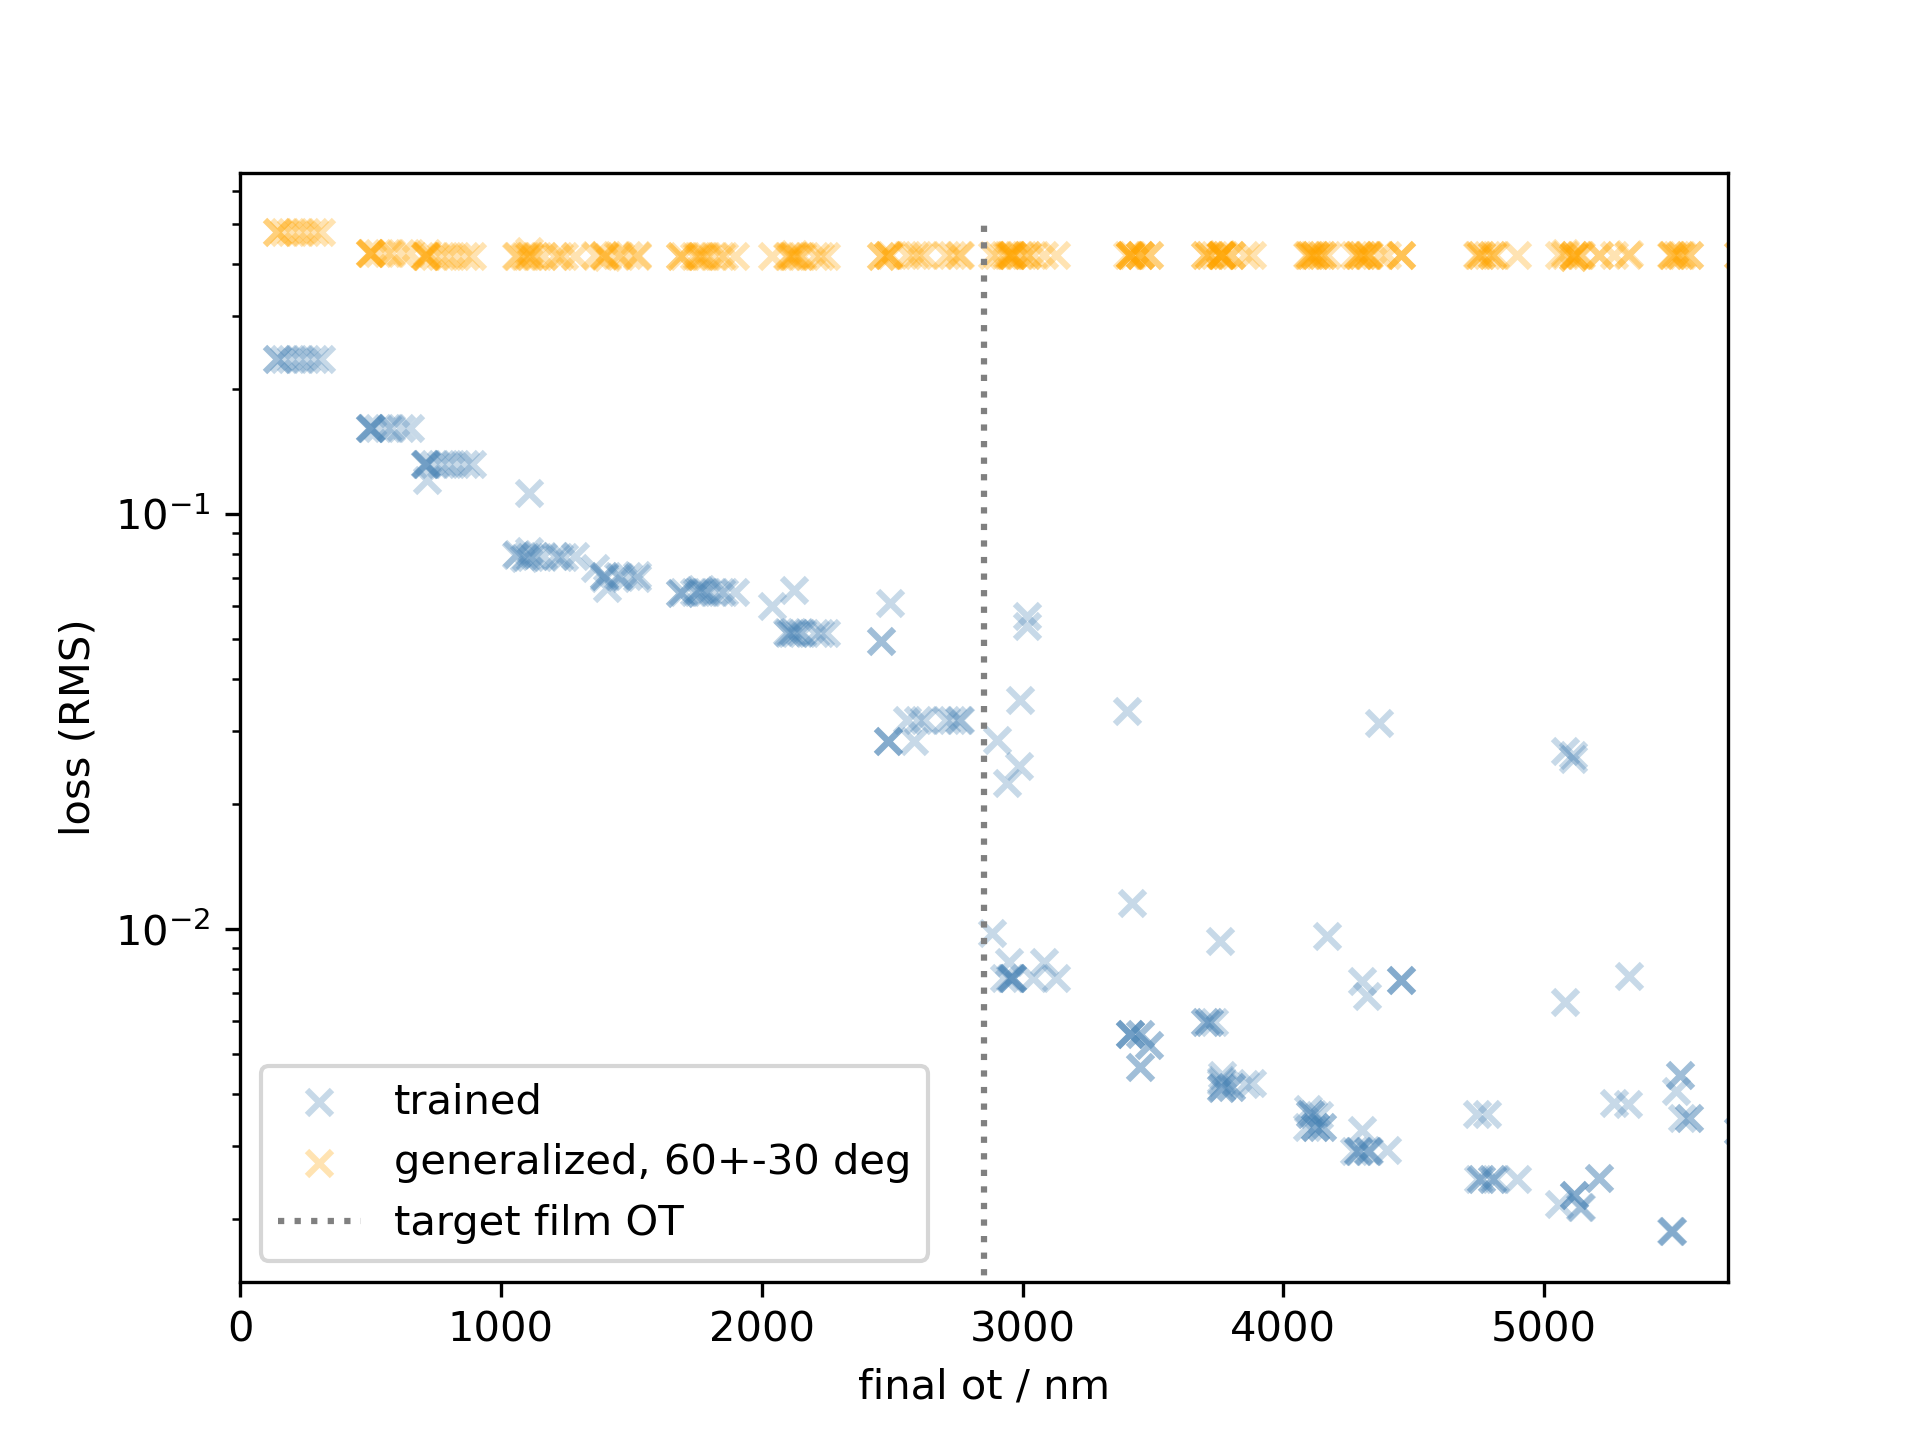 loss (RMS)
10⁻¹
10⁻²
trained
generalized, 60+-30 deg
target film OT
0 1000 2000 3000 4000 5000
final ot / nm